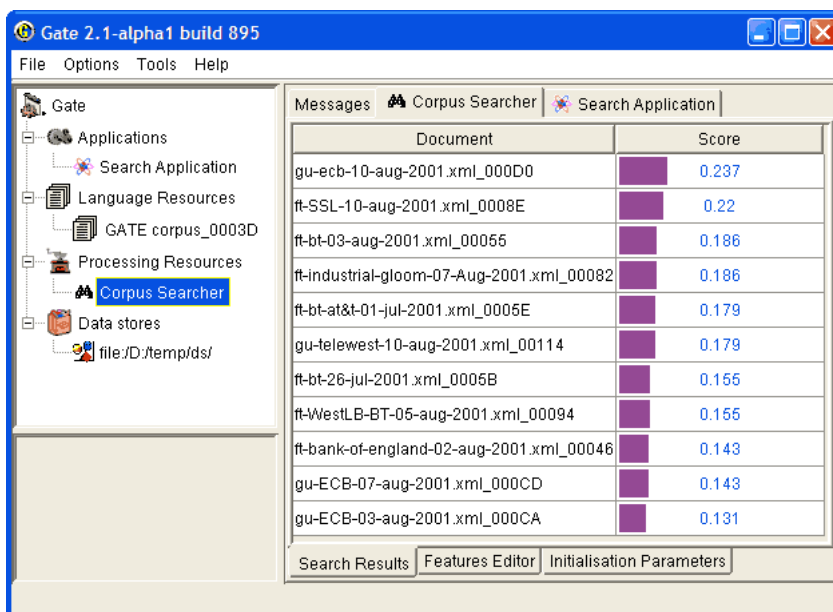 Gate 2.1-alpha1 build 895
File Options Tools Help
Gate
Applications
Search Application
Language Resources
GATE corpus_0003D
Processing Resources
Corpus Searcher
Data stores
file:/D:/temp/ds/
Messages Corpus Searcher Search Application
Document Score
gu-ecb-10-aug-2001.xml_000D0 0.237
ft-SSL-10-aug-2001.xml_0008E 0.22
ft-bt-03-aug-2001.xml_00055 0.186
ft-industrial-gloom-07-Aug-2001.xml_00082 0.186
ft-bt-at&t-01-jul-2001.xml_0005E 0.179
gu-telewest-10-aug-2001.xml_00114 0.179
ft-bt-26-jul-2001.xml_0005B 0.155
ft-WestLB-BT-05-aug-2001.xml_00094 0.155
ft-bank-of-england-02-aug-2001.xml_00046 0.143
gu-ECB-07-aug-2001.xml_000CD 0.143
gu-ECB-03-aug-2001.xml_000CA 0.131
Search Results Features Editor Initialisation Parameters